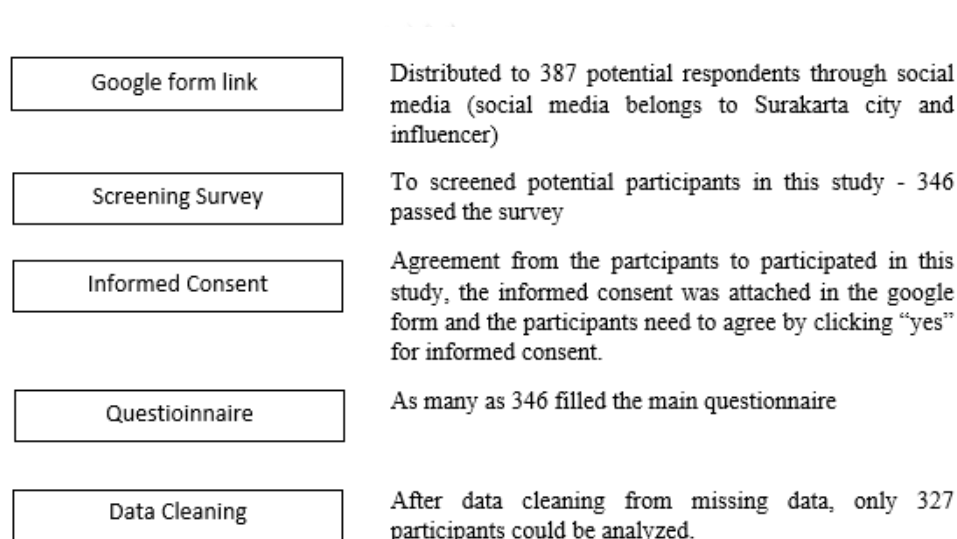 Google form link
Distributed to 387 potential respondents through social
media (social media belongs to Surakarta city and
influencer)
Screening Survey
To screened potential participants in this study - 346
passed the survey
Informed Consent
Agreement from the partcipants to participated in this
study, the informed consent was attached in the google
form and the participants need to agree by clicking “yes”
for informed consent.
Questioinnaire
As many as 346 filled the main questionnaire
Data Cleaning
After data cleaning from missing data, only 327
participants could be analyzed.